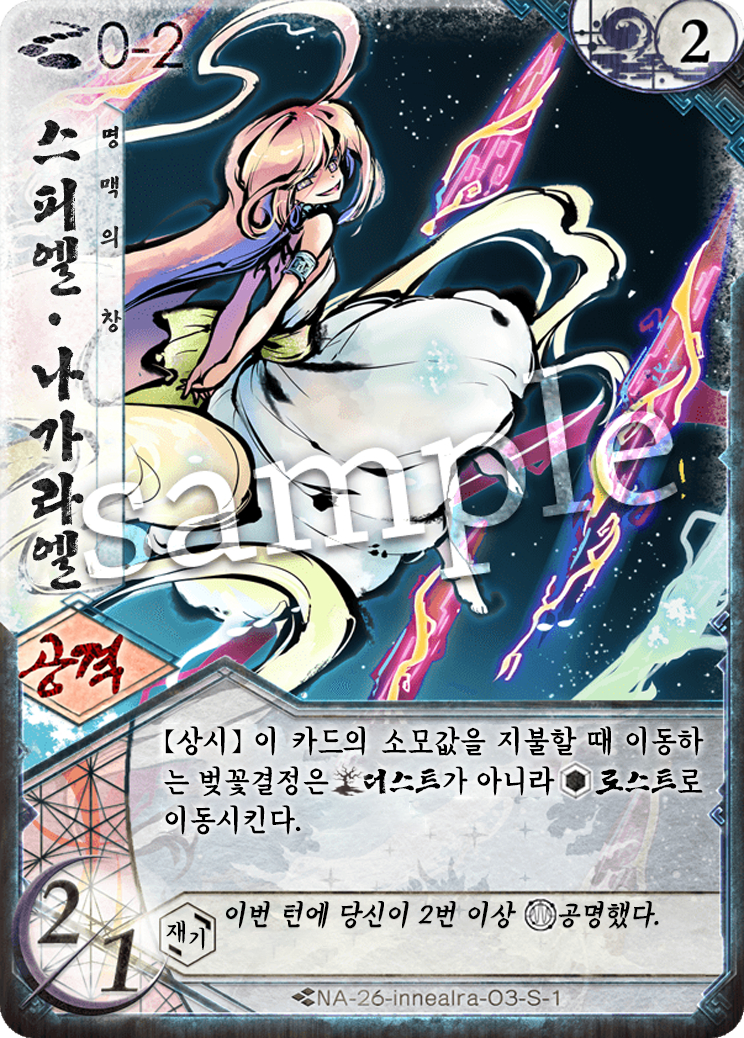 0-2
2
스피엘·나가라엘
명맥의 창
sample
공격
【상시】 이 카드의 소모값을 지불할 때 이동하
는 벚꽃결정은 더스트가 아니라 로스트로
이동시킨다.
2/1
재기
이번 턴에 당신이 2번 이상 공명했다.
NA-26-innealra-03-S-1